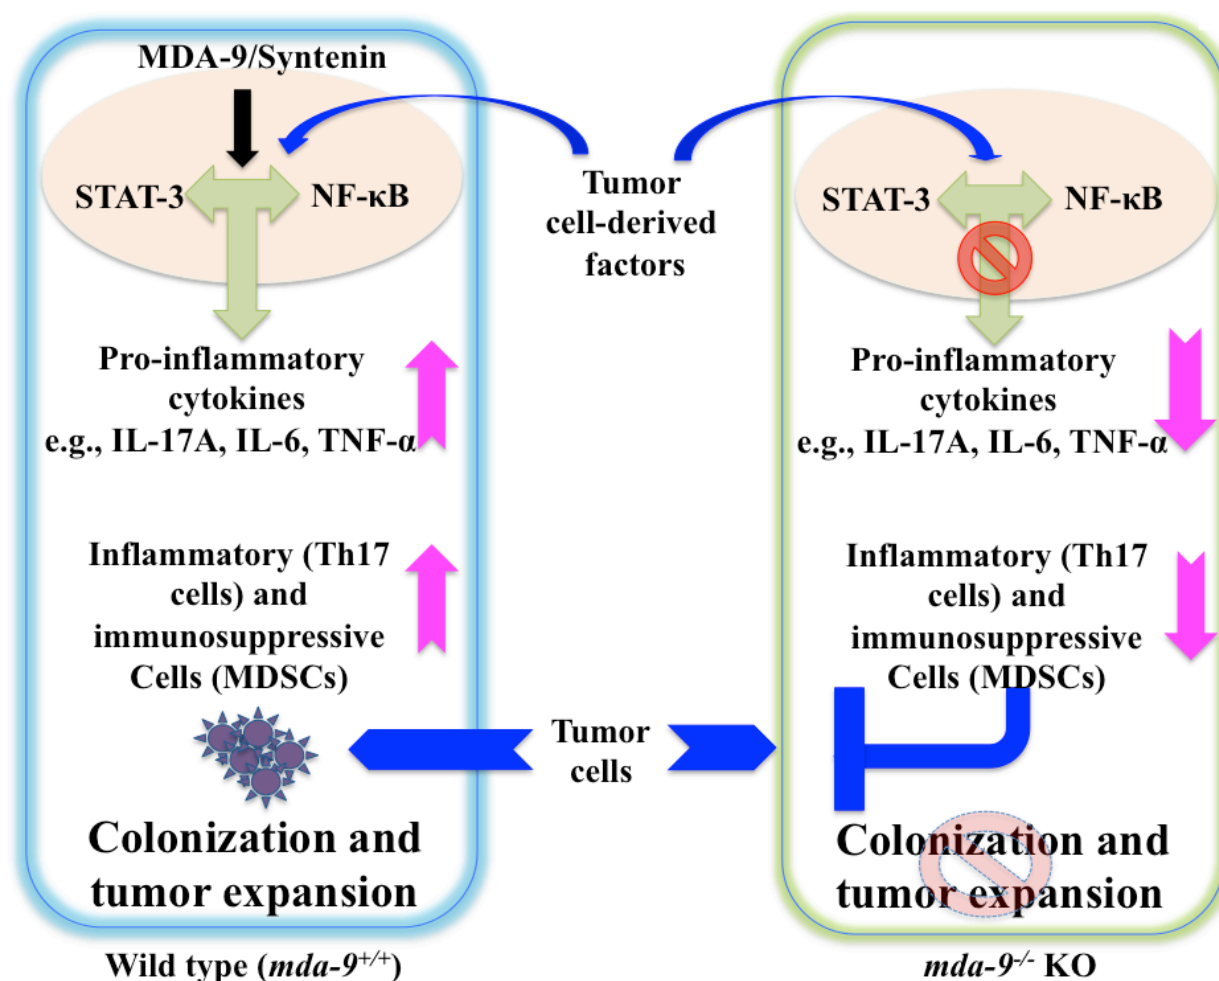 MDA-9/Syntenin
STAT-3
NF-κB
Pro-inflammatory
cytokines
e.g., IL-17A, IL-6, TNF-α
Inflammatory (Th17
cells) and
immunosuppressive
Cells (MDSCs)
Colonization and
tumor expansion
Wild type (mda-9+/+)
Tumor
cell-derived
factors
Tumor
cells
STAT-3
NF-κB
Pro-inflammatory
cytokines
e.g., IL-17A, IL-6, TNF-α
Inflammatory (Th17
cells) and
immunosuppressive
Cells (MDSCs)
Colonization and
tumor expansion
mda-9-/- KO